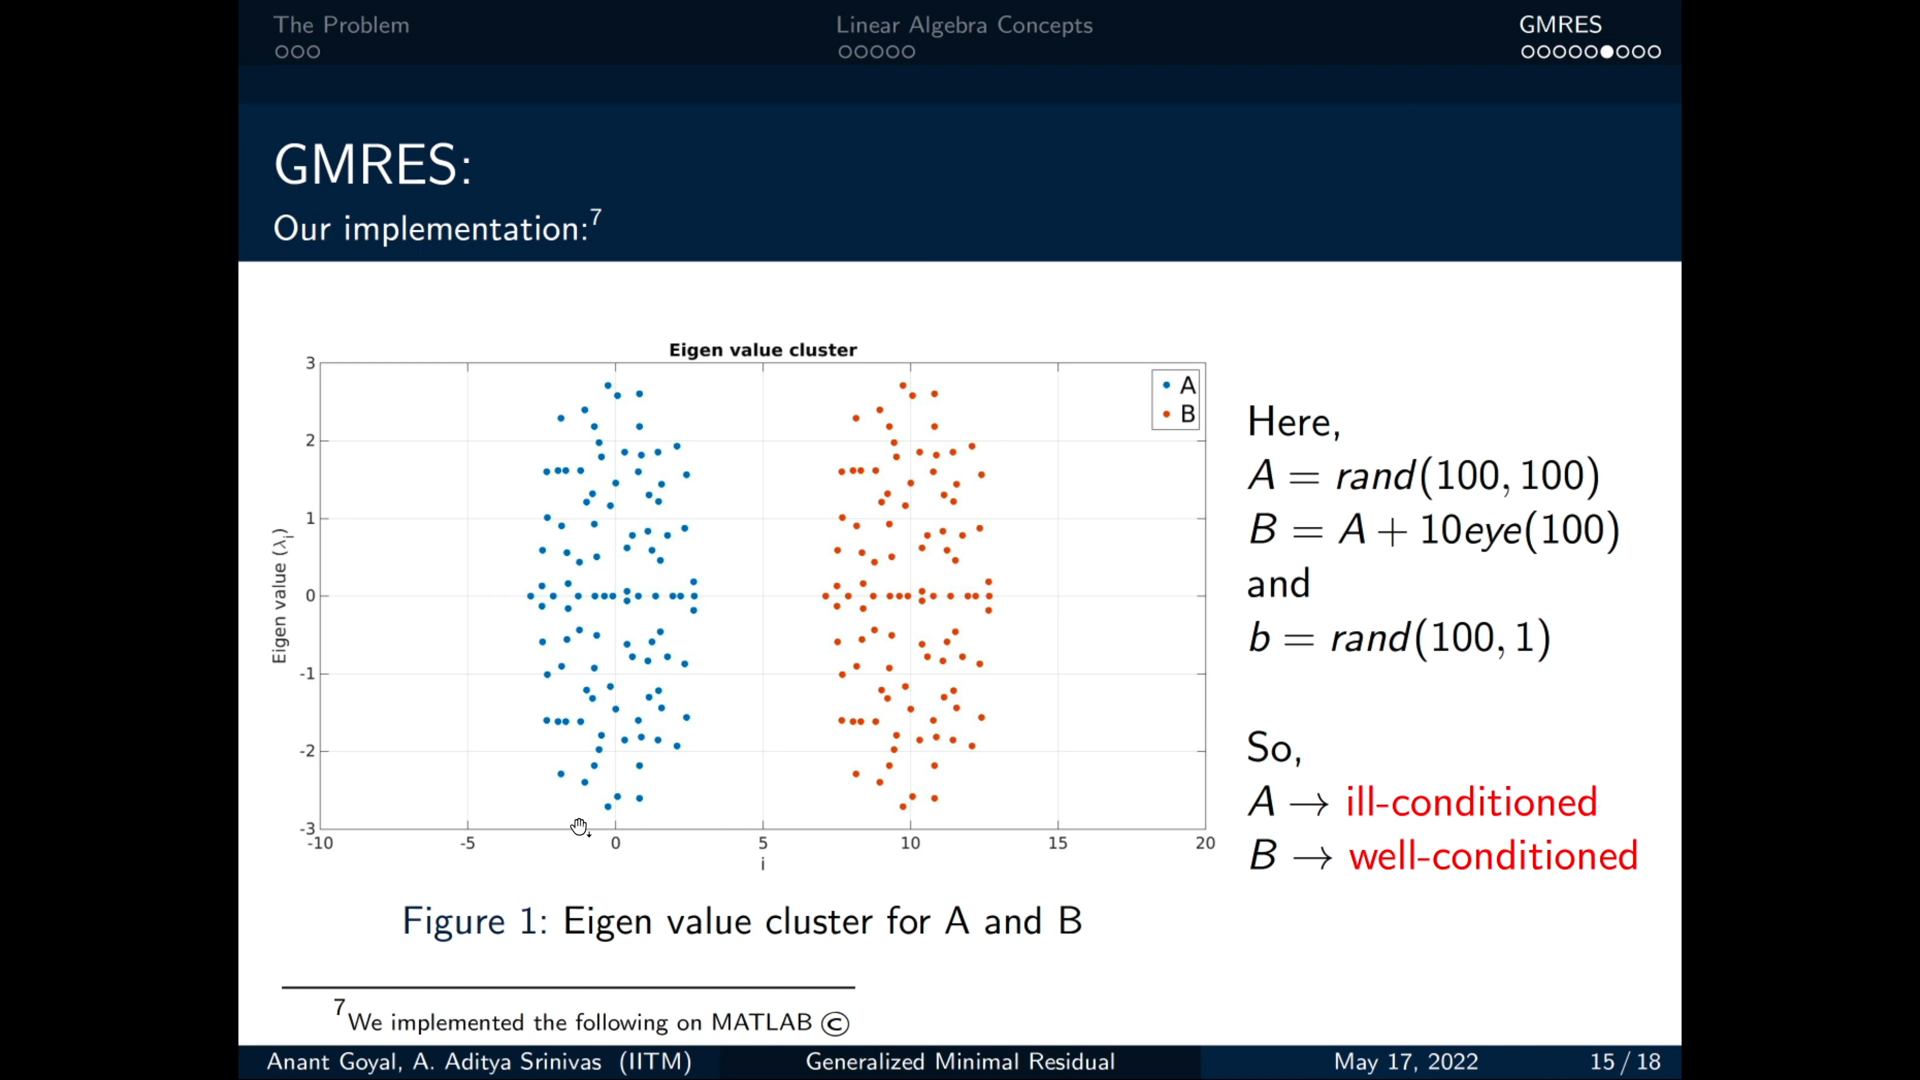 The Problem
Linear Algebra Concepts
GMRES
GMRES:
Our implementation:⁷
Eigen value cluster
3
2
1
0
-1
-2
-3
Eigen value (λᵢ)
-10 -5 0 5 10 15 20
i
A
B
Figure 1: Eigen value cluster for A and B
Here,
A = rand(100, 100)
B = A + 10eye(100)
and
b = rand(100, 1)
So,
A → ill-conditioned
B → well-conditioned
⁷We implemented the following on MATLAB ©
Anant Goyal, A. Aditya Srinivas (IITM)
Generalized Minimal Residual
May 17, 2022
15 / 18